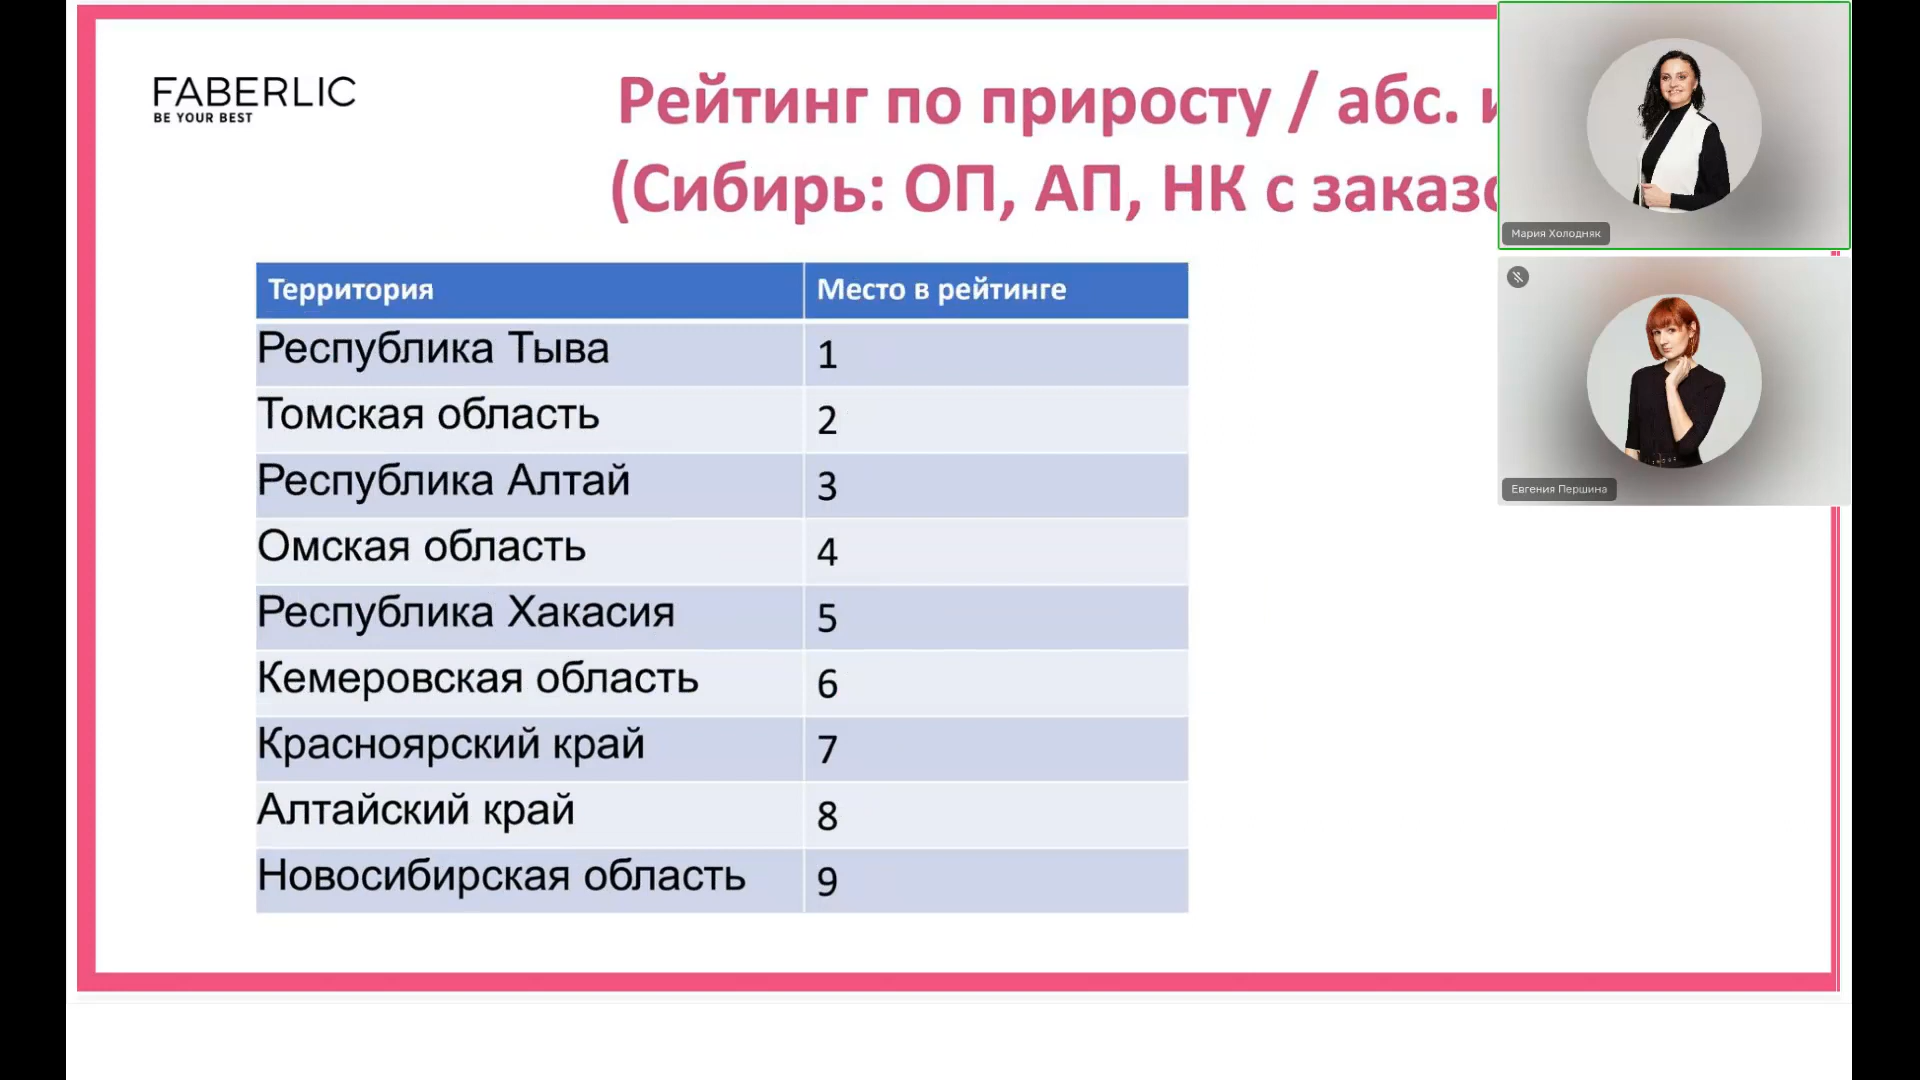 FABERLIC
BE YOUR BEST
Рейтинг по приросту / абс.
(Сибирь: ОП, АП, НК с
Территория Место в рейтинге
Республика Тыва 1
Томская область 2
Республика Алтай 3
Омская область 4
Республика Хакасия 5
Кемеровская область 6
Красноярский край 7
Алтайский край 8
Новосибирская область 9
Мария Холодняк
Евгения Першина